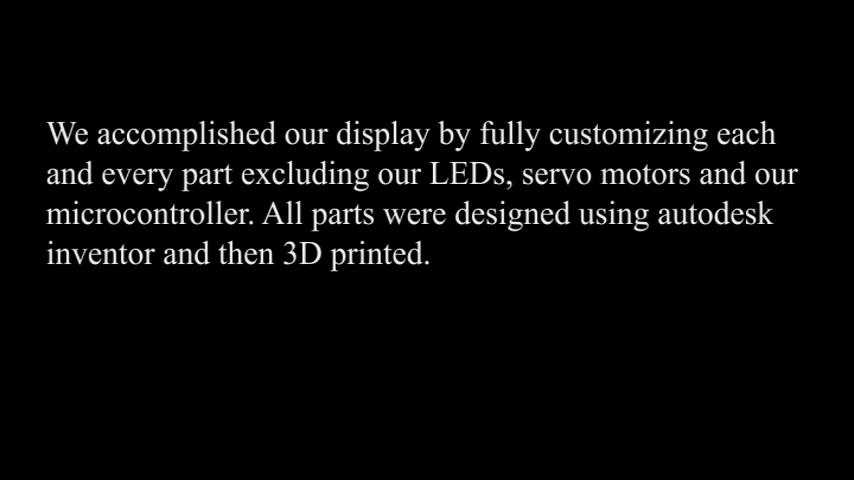 We accomplished our display by fully customizing each
and every part excluding our LEDs, servo motors and our
microcontroller. All parts were designed using autodesk
inventor and then 3D printed.